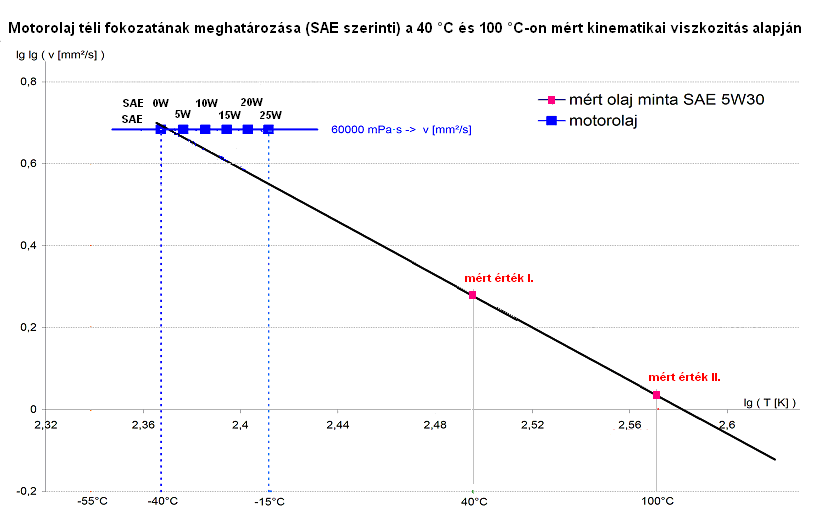 Motorolaj téli fokozatának meghatározása (SAE szerinti) a 40 °C és 100 °C-on mért kinematikai viszkozitás alapján
lg lg ( v [mm²/s] )
0,8
SAE 0W 10W 20W
SAE 5W 15W 25W
60000 mPa·s -> v [mm²/s]
mért olaj minta SAE 5W30
motorolaj
0,6
0,4
mért érték I.
0,2
mért érték II.
0
lg ( T [K] )
2,32 2,36 2,4 2,44 2,48 2,52 2,56 2,6
-0,2
-55°C -40°C -15°C 40°C 100°C